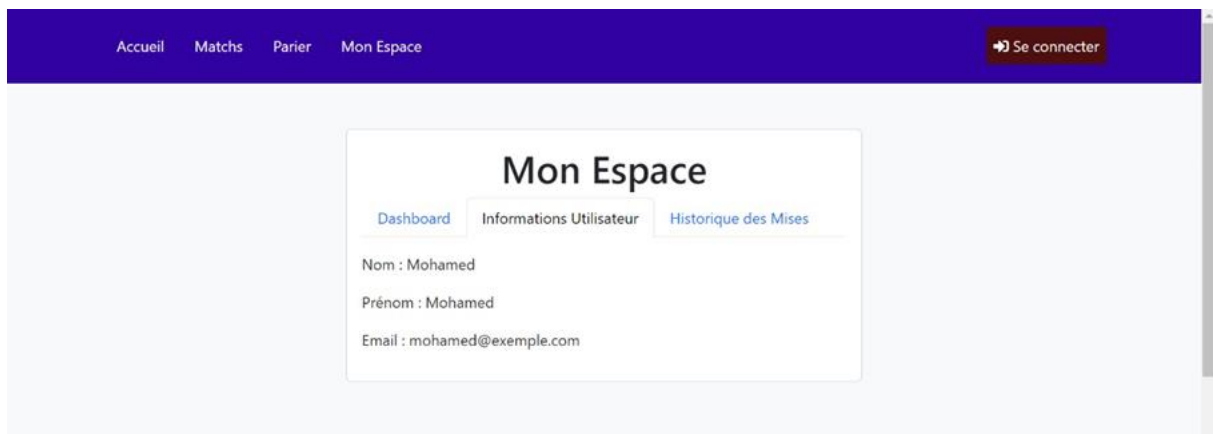 Accueil Matchs Parier Mon Espace Se connecter
Mon Espace
Dashboard Informations Utilisateur Historique des Mises
Nom : Mohamed
Prénom : Mohamed
Email : mohamed@exemple.com